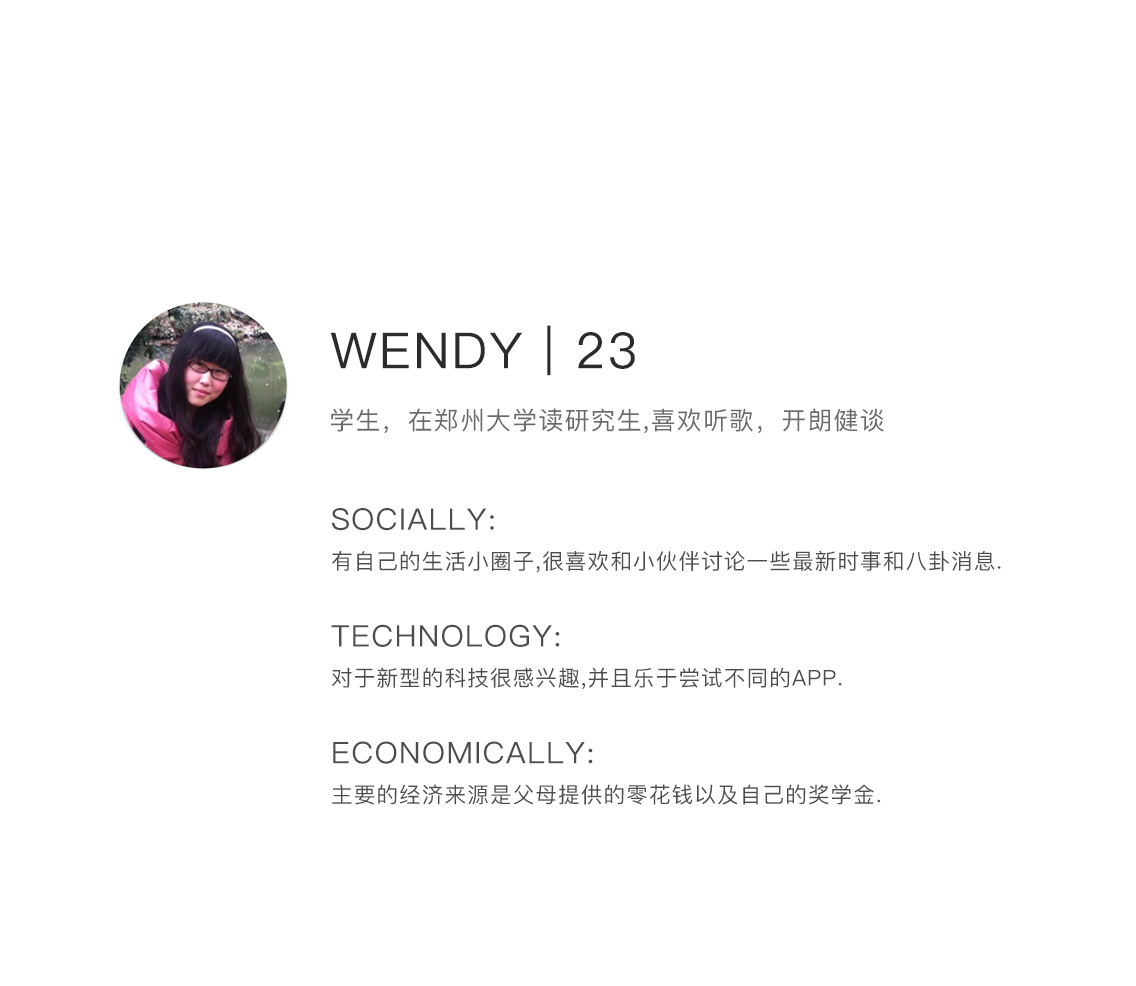 WENDY | 23
学生，在郑州大学读研究生,喜欢听歌，开朗健谈
SOCIALLY:
有自己的生活小圈子,很喜欢和小伙伴讨论一些最新时事和八卦消息.
TECHNOLOGY:
对于新型的科技很感兴趣,并且乐于尝试不同的APP.
ECONOMICALLY:
主要的经济来源是父母提供的零花钱以及自己的奖学金.